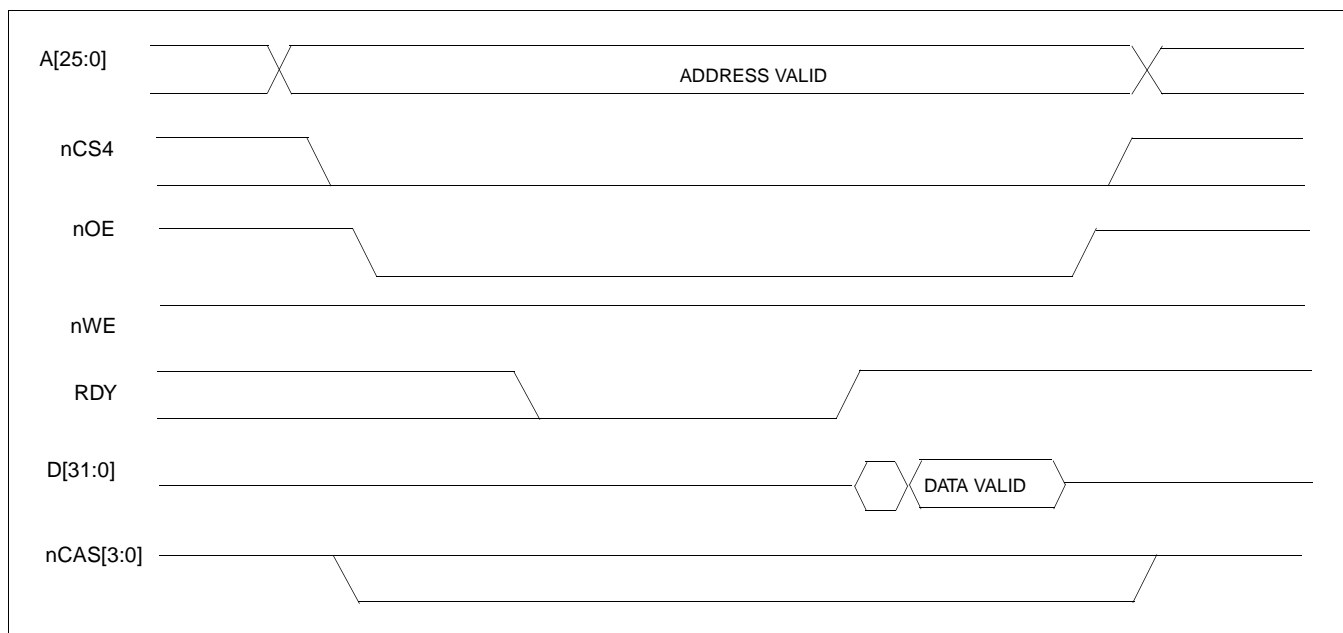 A[25:0]
ADDRESS VALID
nCS4
nOE
nWE
RDY
D[31:0]
DATA VALID
nCAS[3:0]